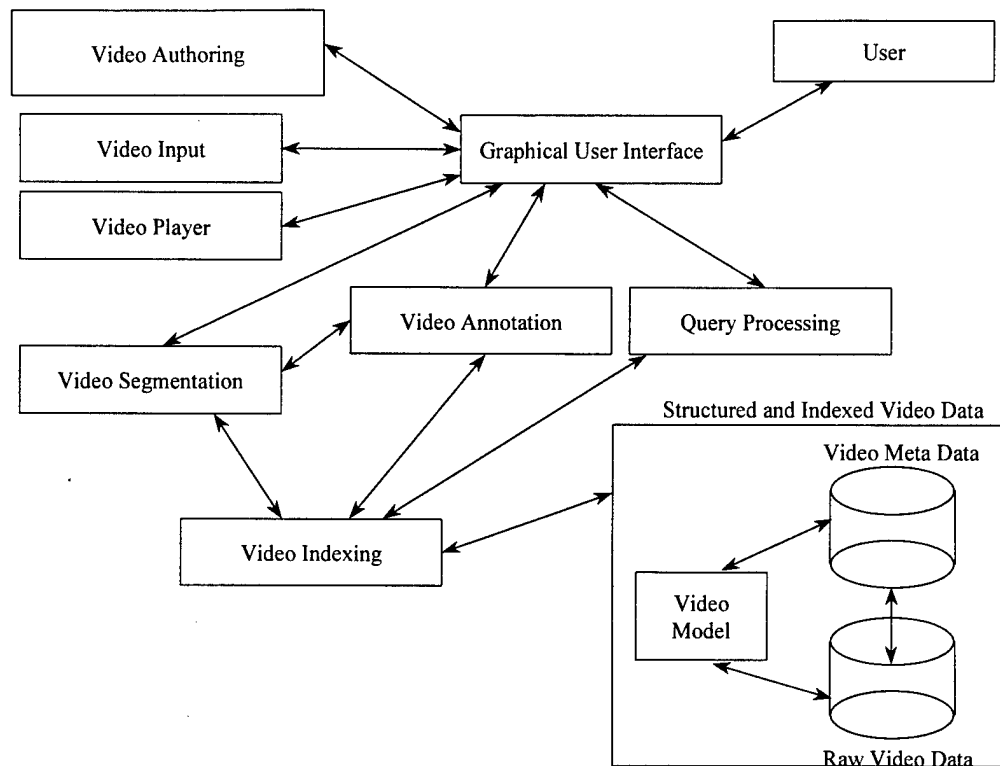 Video Authoring
User
Video Input
Graphical User Interface
Video Player
Video Annotation
Query Processing
Video Segmentation
Structured and Indexed Video Data
Video Meta Data
Video Indexing
Video
Model
Raw Video Data